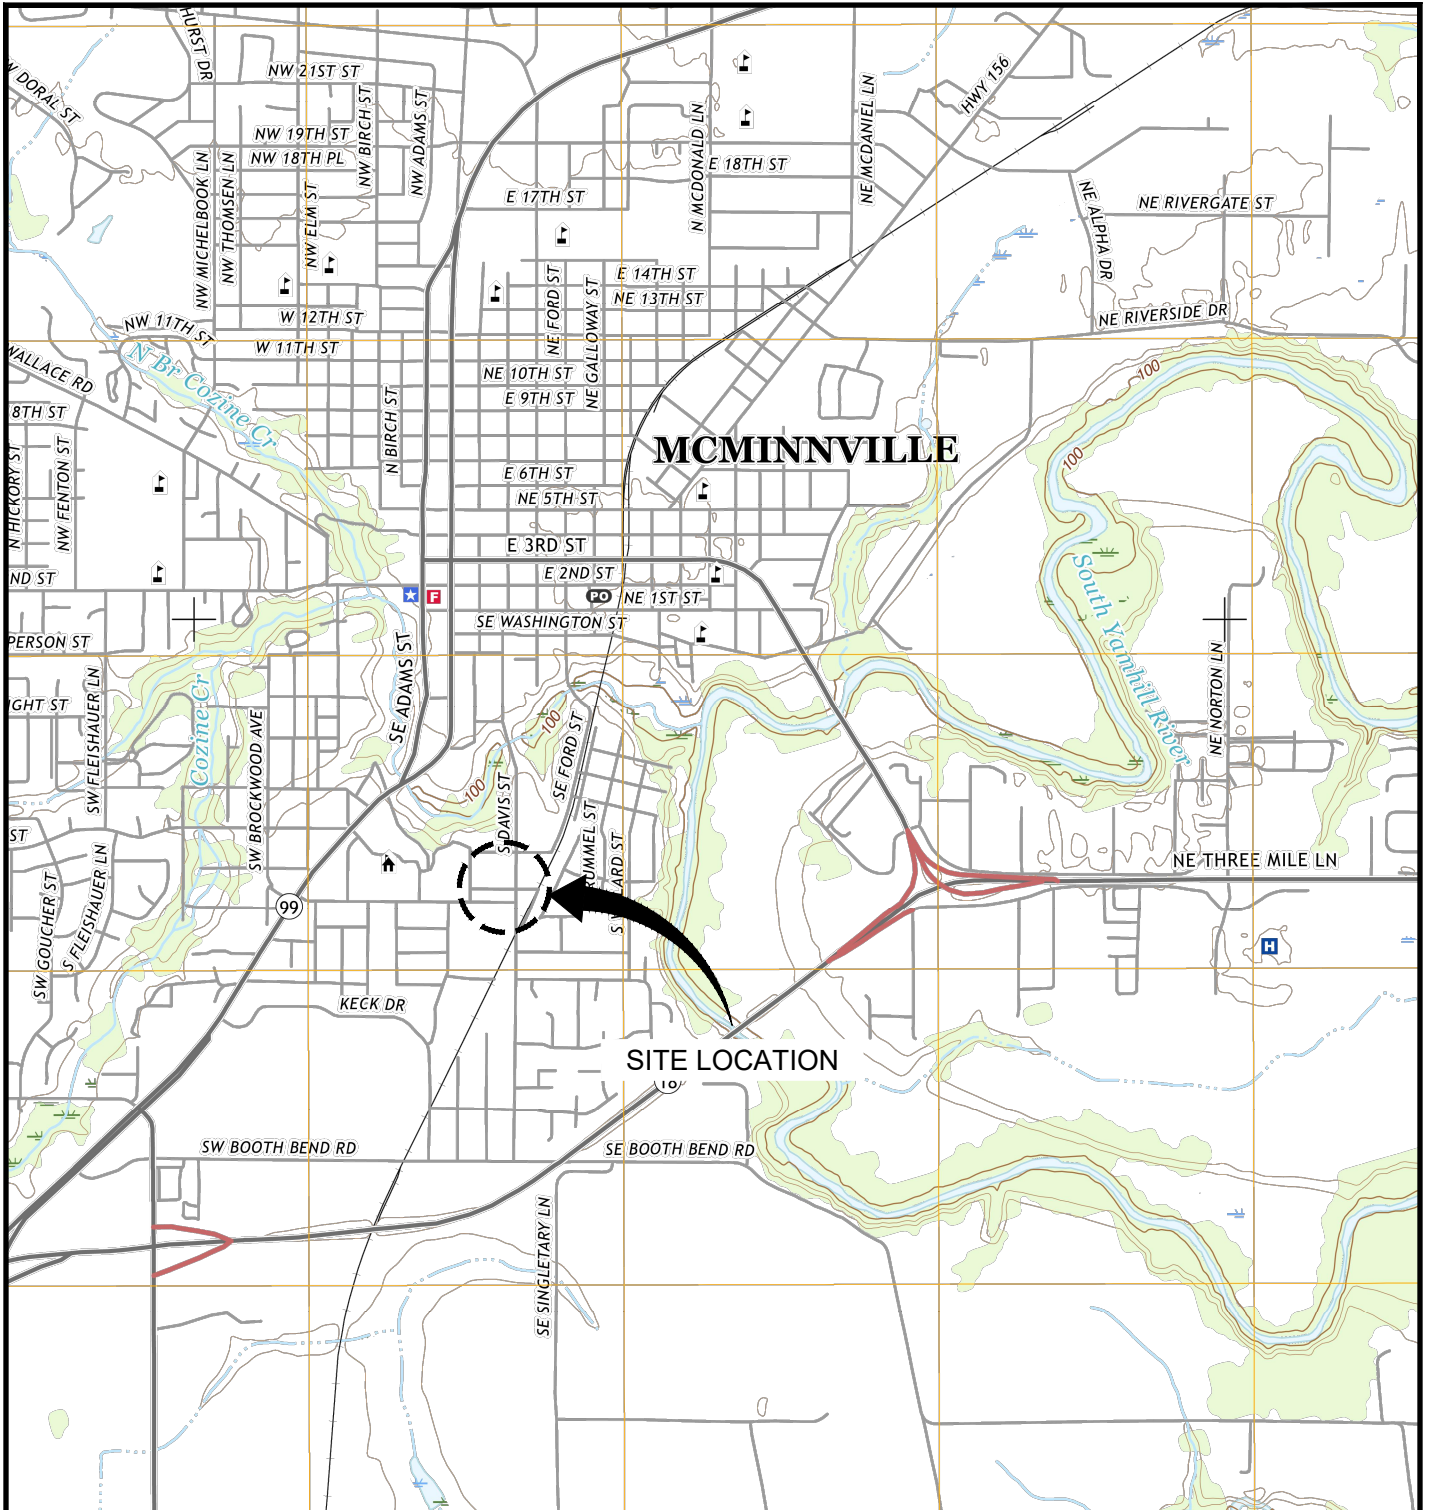 HURST DR
W DORAL ST
NW 21ST ST
NW BIRCH ST
NW ADAMS ST
NW 19TH ST
NW 18TH PL
NW MICHELBOOK LN
NW THOMSEN LN
NW ELM ST
E 17TH ST
N MCDONALD LN
E 18TH ST
NE MCDANIEL LN
HWY 156
NE ALPHA DR
NE RIVERGATE ST
NE RIVERSIDE DR
E 14TH ST
NE 13TH ST
NE FORD ST
NE GALLOWAY ST
W 12TH ST
NW 11TH ST
W 11TH ST
N Br Cozine Cr
WALLACE RD
8TH ST
N HICKORY ST
NW FENTON ST
N BIRCH ST
NE 10TH ST
E 9TH ST
100
100
MCMINNVILLE
E 6TH ST
NE 5TH ST
E 3RD ST
E 2ND ST
ND ST
F
PO
NE 1ST ST
SE WASHINGTON ST
PERSON ST
SE ADAMS ST
South Yamhill River
NE NORTON LN
IGHT ST
SW FLEISHAUER LN
Cozine Cr
SW BROCKWOOD AVE
100
100
SE FORD ST
S DAVIS ST
RUMMEL ST
ARD ST
ST
SW GOUCHER ST
S FLEISHAUER LN
99
NE THREE MILE LN
H
KECK DR
SITE LOCATION
18
SW BOOTH BEND RD
SE BOOTH BEND RD
SE SINGLETARY LN